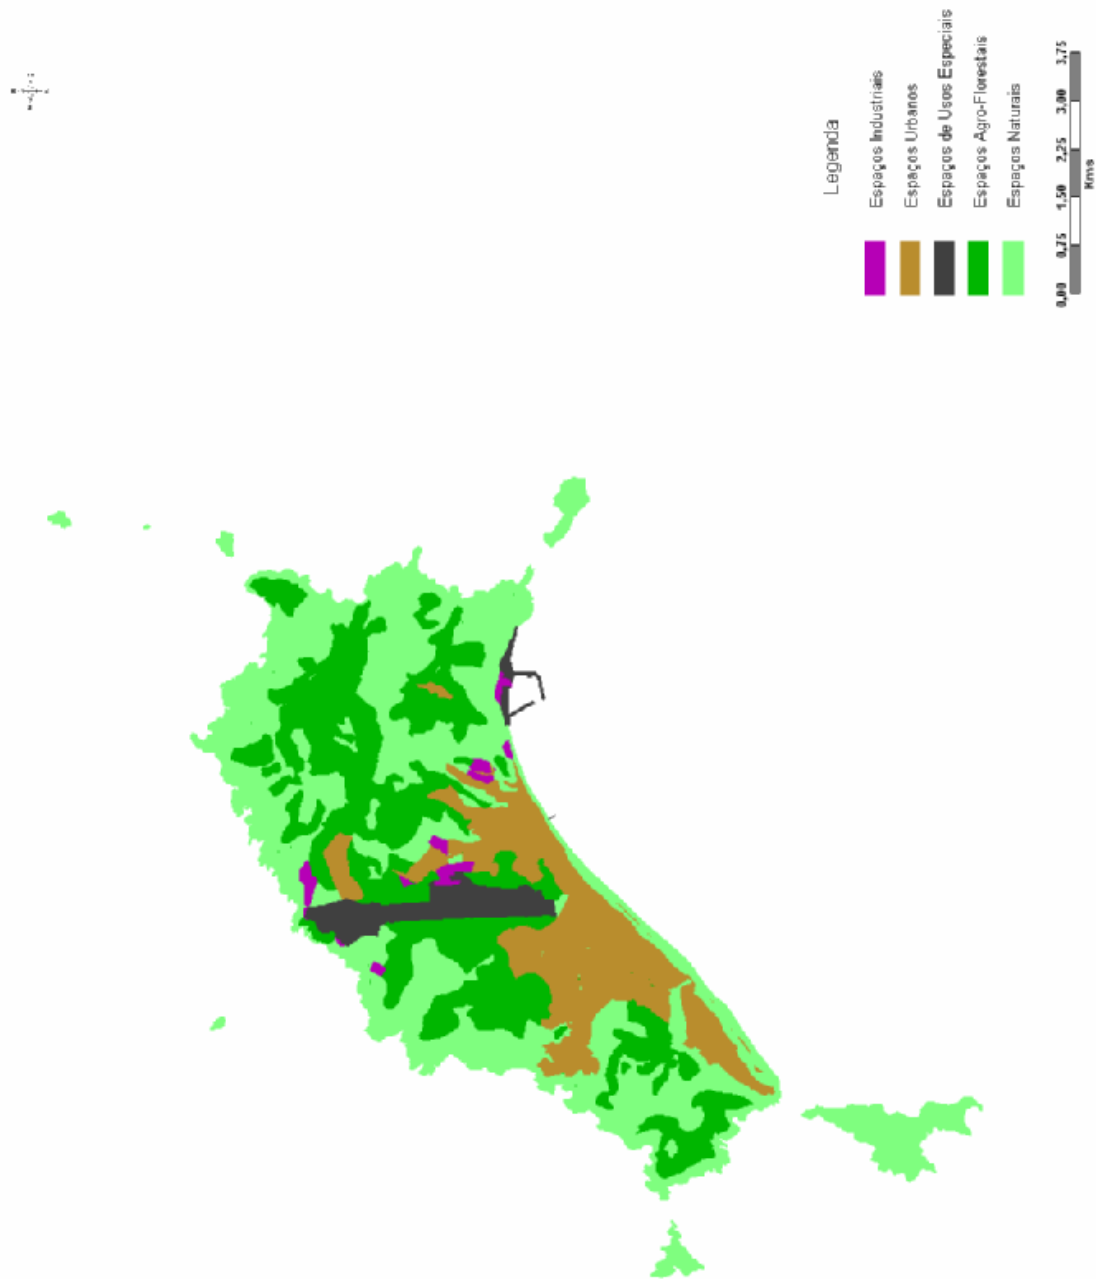 Legenda
Espaços Industriais
Espaços Urbanos
Espaços de Usos Especiais
Espaços Agro-Florestais
Espaços Naturais
0,00 0,75 1,50 2,25 3,00 3,75
Kms